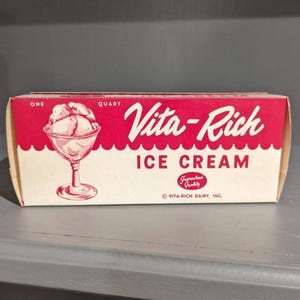 ONE QUART
Vita-Rich
ICE CREAM
Guaranteed
Quality
© VITA-RICH DAIRY, INC.